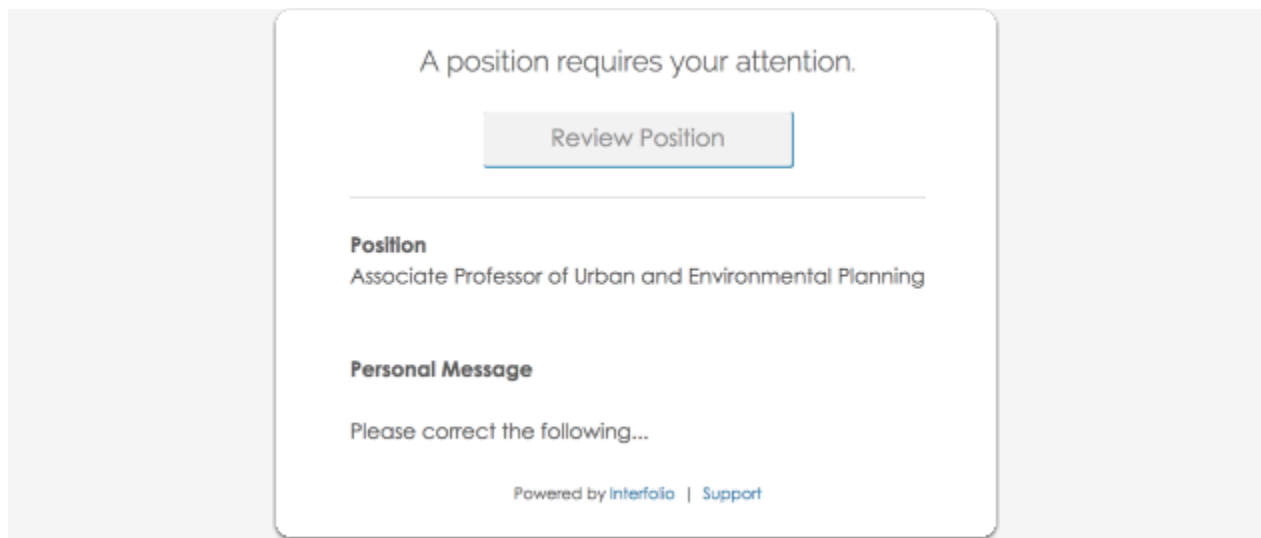 A position requires your attention.
Review Position
Position
Associate Professor of Urban and Environmental Planning
Personal Message
Please correct the following...
Powered by Interfolio | Support